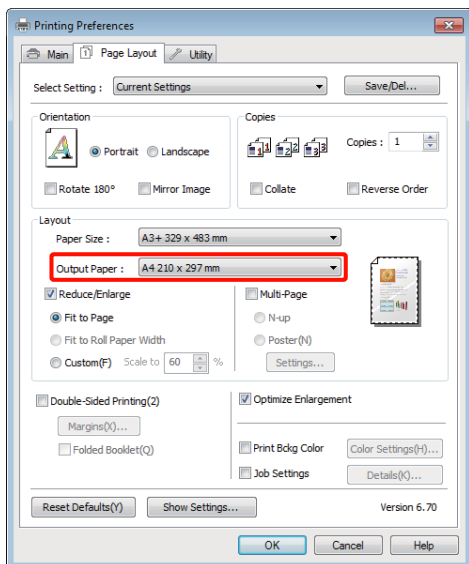 Printing Preferences
Main Page Layout Utility
Select Setting : Current Settings Save/Del...
Orientation Copies
Portrait Landscape Copies : 1
Rotate 180° Mirror Image Collate Reverse Order
Layout
Paper Size : A3+ 329 x 483 mm
Output Paper : A4 210 x 297 mm
Reduce/Enlarge Multi-Page
Fit to Page N-up
Fit to Roll Paper Width Poster(N)
Custom(F) Scale to 60 % Settings...
Double-Sided Printing(2) Optimize Enlargement
Margins(X)...
Folded Booklet(Q) Print Bckg Color Color Settings(H)...
Job Settings Details(K)...
Reset Defaults(Y) Show Settings... Version 6.70
OK Cancel Help